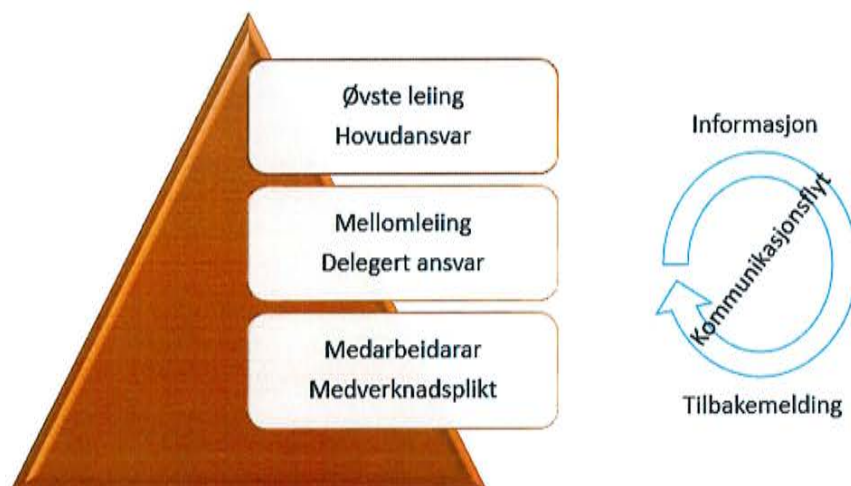 Øvste leiing
Hovudansvar
Mellomleiing
Delegert ansvar
Medarbeidarar
Medverknadsplikt
Informasjon
Kommunikasjonsflyt
Tilbakemelding